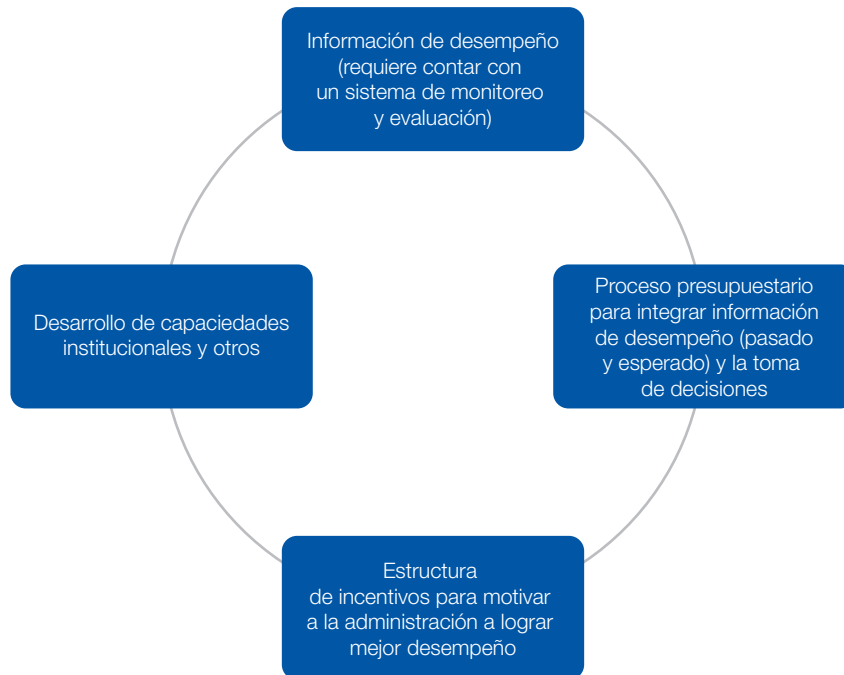 Información de desempeño
(requiere contar con
un sistema de monitoreo
y evaluación)
Desarrollo de capaciedades
institucionales y otros
Proceso presupuestario
para integrar información
de desempeño (pasado
y esperado) y la toma
de decisiones
Estructura
de incentivos para motivar
a la administración a lograr
mejor desempeño